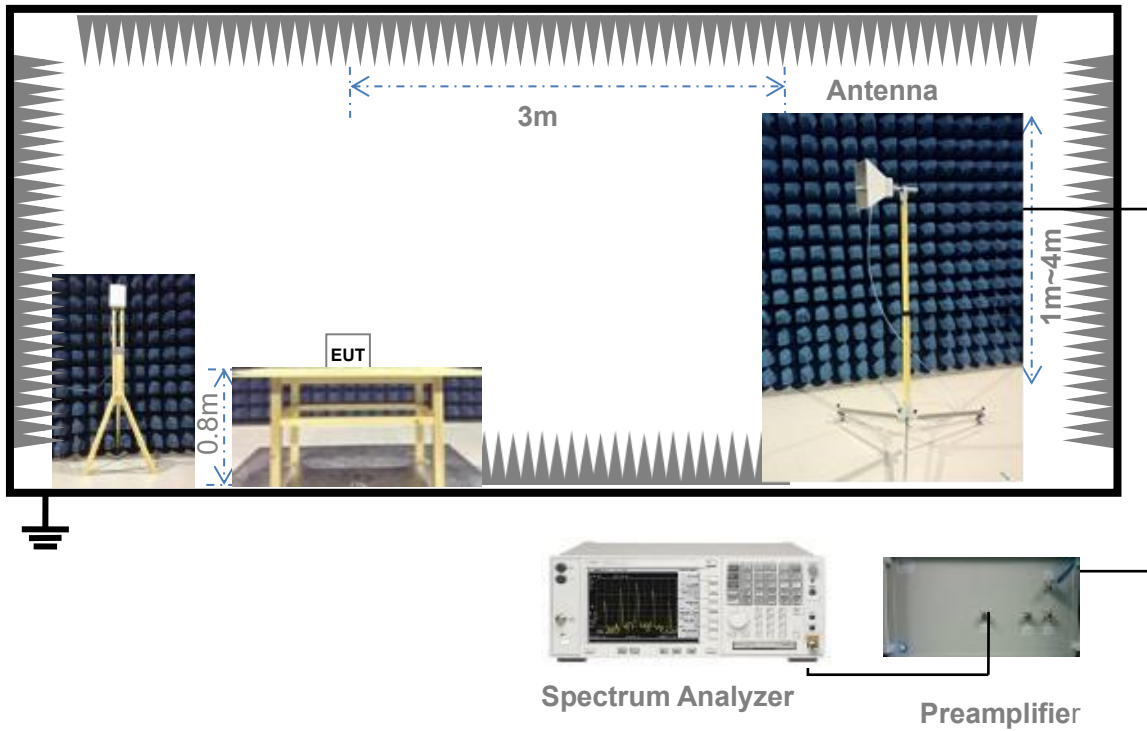 Antenna
3m
1m~4m
EUT
0.8m
Spectrum Analyzer
Preamplifier